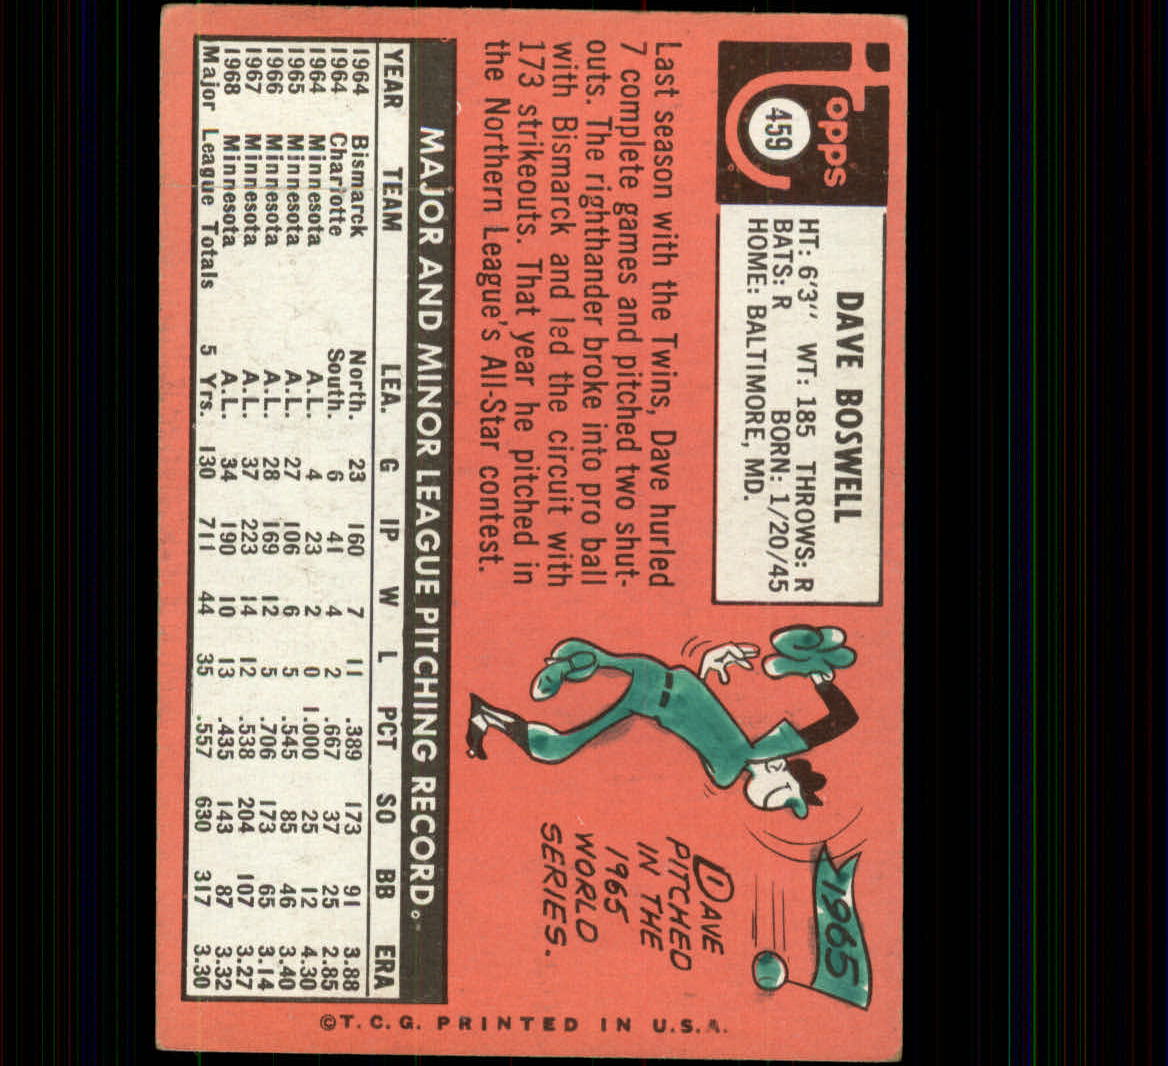 Topps
459
DAVE BOSWELL
HT: 6'3" WT: 185 THROWS: R
BATS: R BORN: 1/20/45
HOME: BALTIMORE, MD.
Last season with the Twins, Dave hurled
7 complete games and pitched two shut-
outs. The righthander broke into pro ball
with Bismarck and led the circuit with
173 strikeouts. That year he pitched in
the Northern League's All-Star contest.
1965
DAVE
PITCHED
IN THE
1965
WORLD
SERIES.
MAJOR AND MINOR LEAGUE PITCHING RECORD
YEAR TEAM LEA. G IP W L PCT SO BB ERA
1964 Bismarck North. 23 160 7 11 .389 173 91 3.88
1964 Charlotte South. 6 41 4 2 .667 37 25 2.85
1964 Minnesota A.L. 4 23 2 0 1.000 25 12 4.30
1965 Minnesota A.L. 27 106 6 5 .545 85 46 3.40
1966 Minnesota A.L. 28 169 12 5 .706 173 65 3.14
1967 Minnesota A.L. 37 223 14 12 .538 204 107 3.27
1968 Minnesota A.L. 34 190 10 13 .435 143 87 3.32
Major League Totals 5 Yrs. 130 711 44 35 .557 630 317 3.30
©T.C.G. PRINTED IN U.S.A.